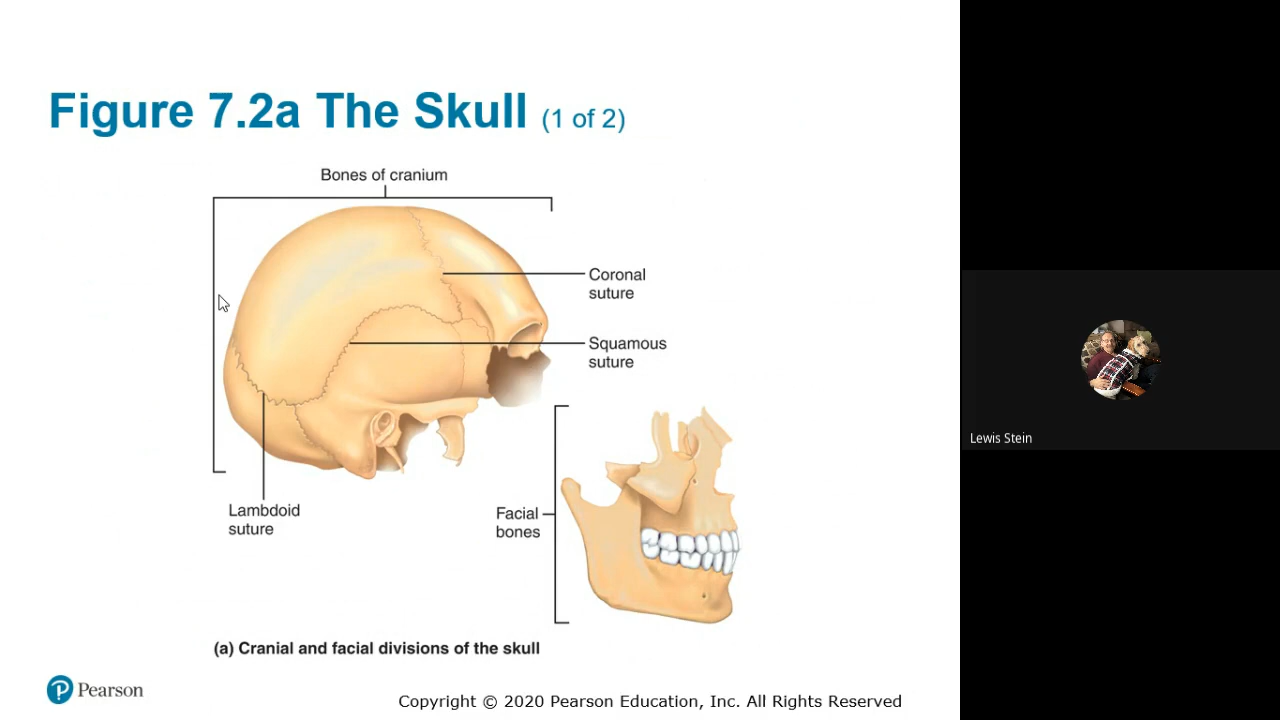 Figure 7.2a The Skull (1 of 2)
Bones of cranium
Coronal
suture
Squamous
suture
Lambdoid
suture
Facial
bones
(a) Cranial and facial divisions of the skull
Pearson
Copyright © 2020 Pearson Education, Inc. All Rights Reserved
Lewis Stein